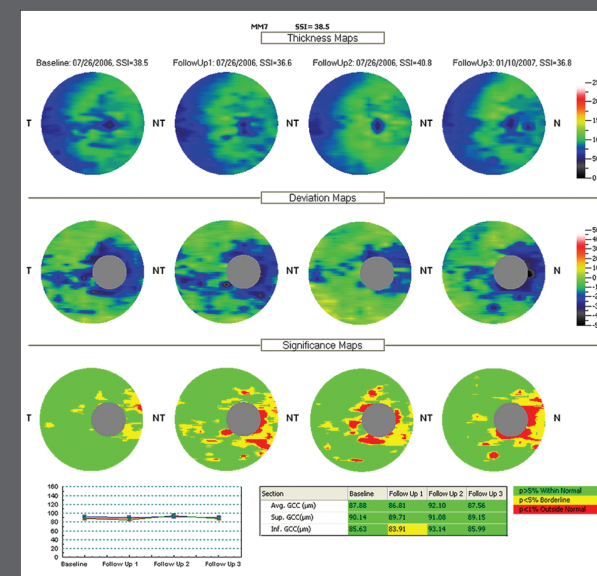 MM7 SSI= 38.5
Thickness Maps
Baseline: 07/26/2006, SSI=38.5 FollowUp1: 07/26/2006, SSI=36.6 FollowUp2: 07/26/2006, SSI=40.8 FollowUp3: 01/10/2007, SSI=36.8
T NT NT NT N
Deviation Maps
T NT NT NT N
Significance Maps
T NT NT NT N
160
140
120
100
80
60
40
20
0
Baseline Follow Up 1 Follow Up 2 Follow Up 3
Section Baseline Follow Up 1 Follow Up 2 Follow Up 3
Avg. GCC(µm) 87.88 86.81 92.10 87.56
Sup. GCC(µm) 90.14 89.71 91.08 89.15
Inf. GCC(µm) 85.63 83.91 93.14 85.99
p>5% Within Normal
p<5% Borderline
p<1% Outside Normal